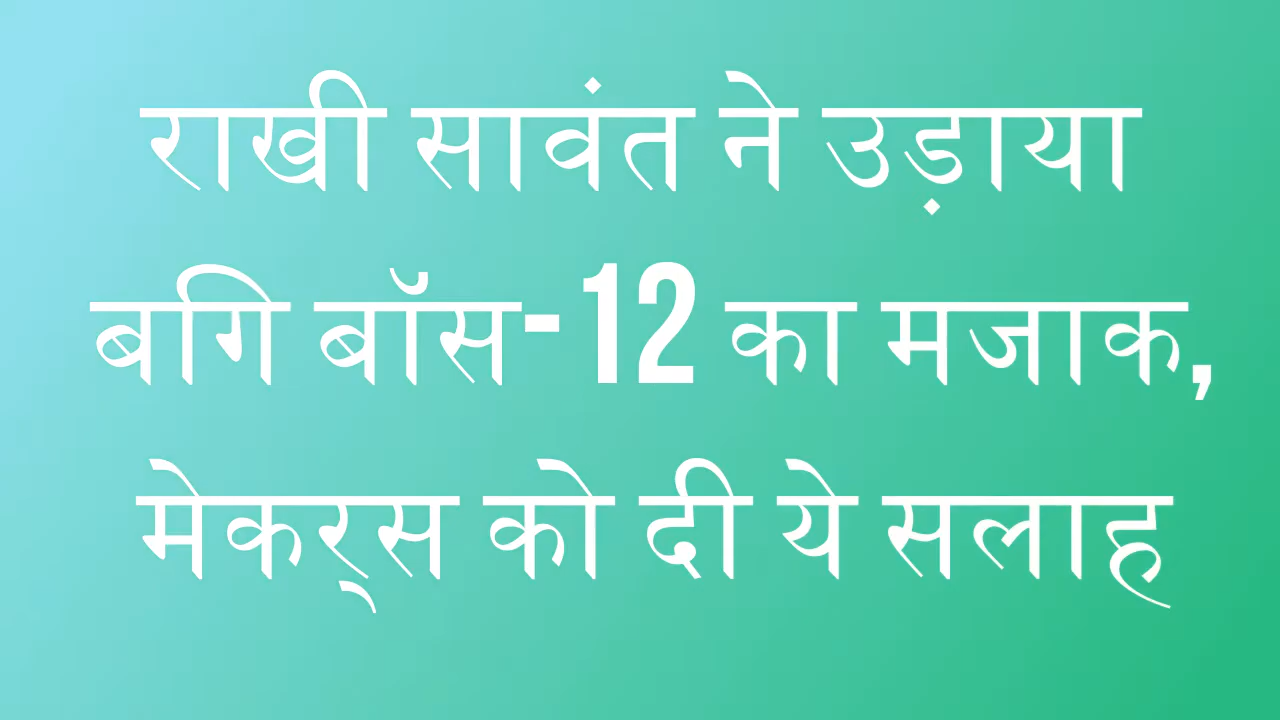 राखी सावंत ने उड़ाया
बगि बॉस-12 का मजाक,
मेकर्‌स को दी ये सलाह